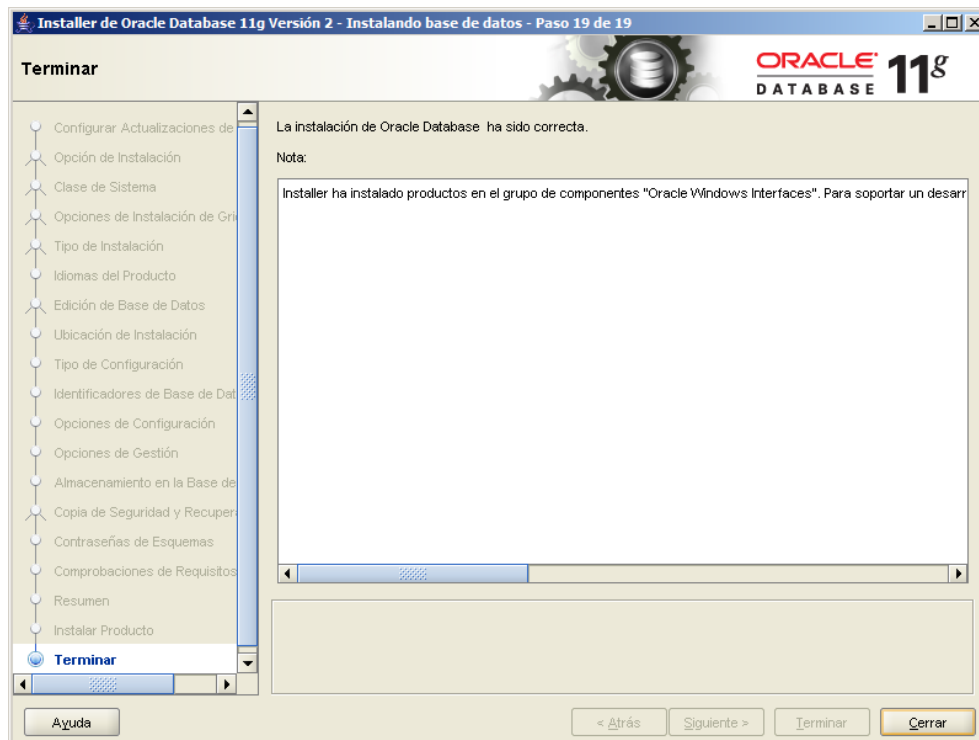 Installer de Oracle Database 11g Versión 2 - Instalando base de datos - Paso 19 de 19
Terminar
ORACLE
DATABASE
11g
Configurar Actualizaciones de
Opción de Instalación
Clase de Sistema
Opciones de Instalación de Gri
Tipo de Instalación
Idiomas del Producto
Edición de Base de Datos
Ubicación de Instalación
Tipo de Configuración
Identificadores de Base de Dat
Opciones de Configuración
Opciones de Gestión
Almacenamiento en la Base de
Copia de Seguridad y Recuper
Contraseñas de Esquemas
Comprobaciones de Requisitos
Resumen
Instalar Producto
Terminar
La instalación de Oracle Database ha sido correcta.
Nota:
Installer ha instalado productos en el grupo de componentes "Oracle Windows Interfaces". Para soportar un desarr
Ayuda
< Atrás
Siguiente >
Terminar
Cerrar